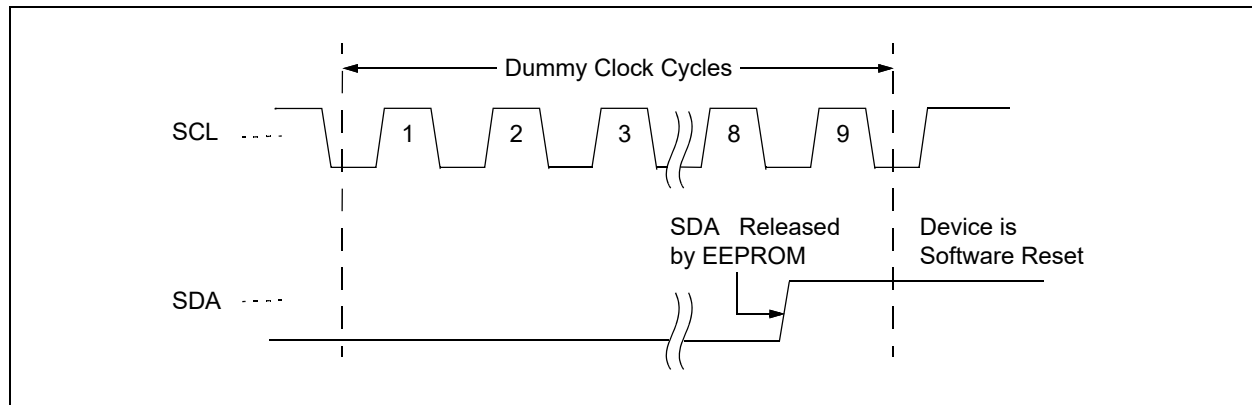 Dummy Clock Cycles
SCL
1 2 3 8 9
SDA Released
by EEPROM
Device is
Software Reset
SDA